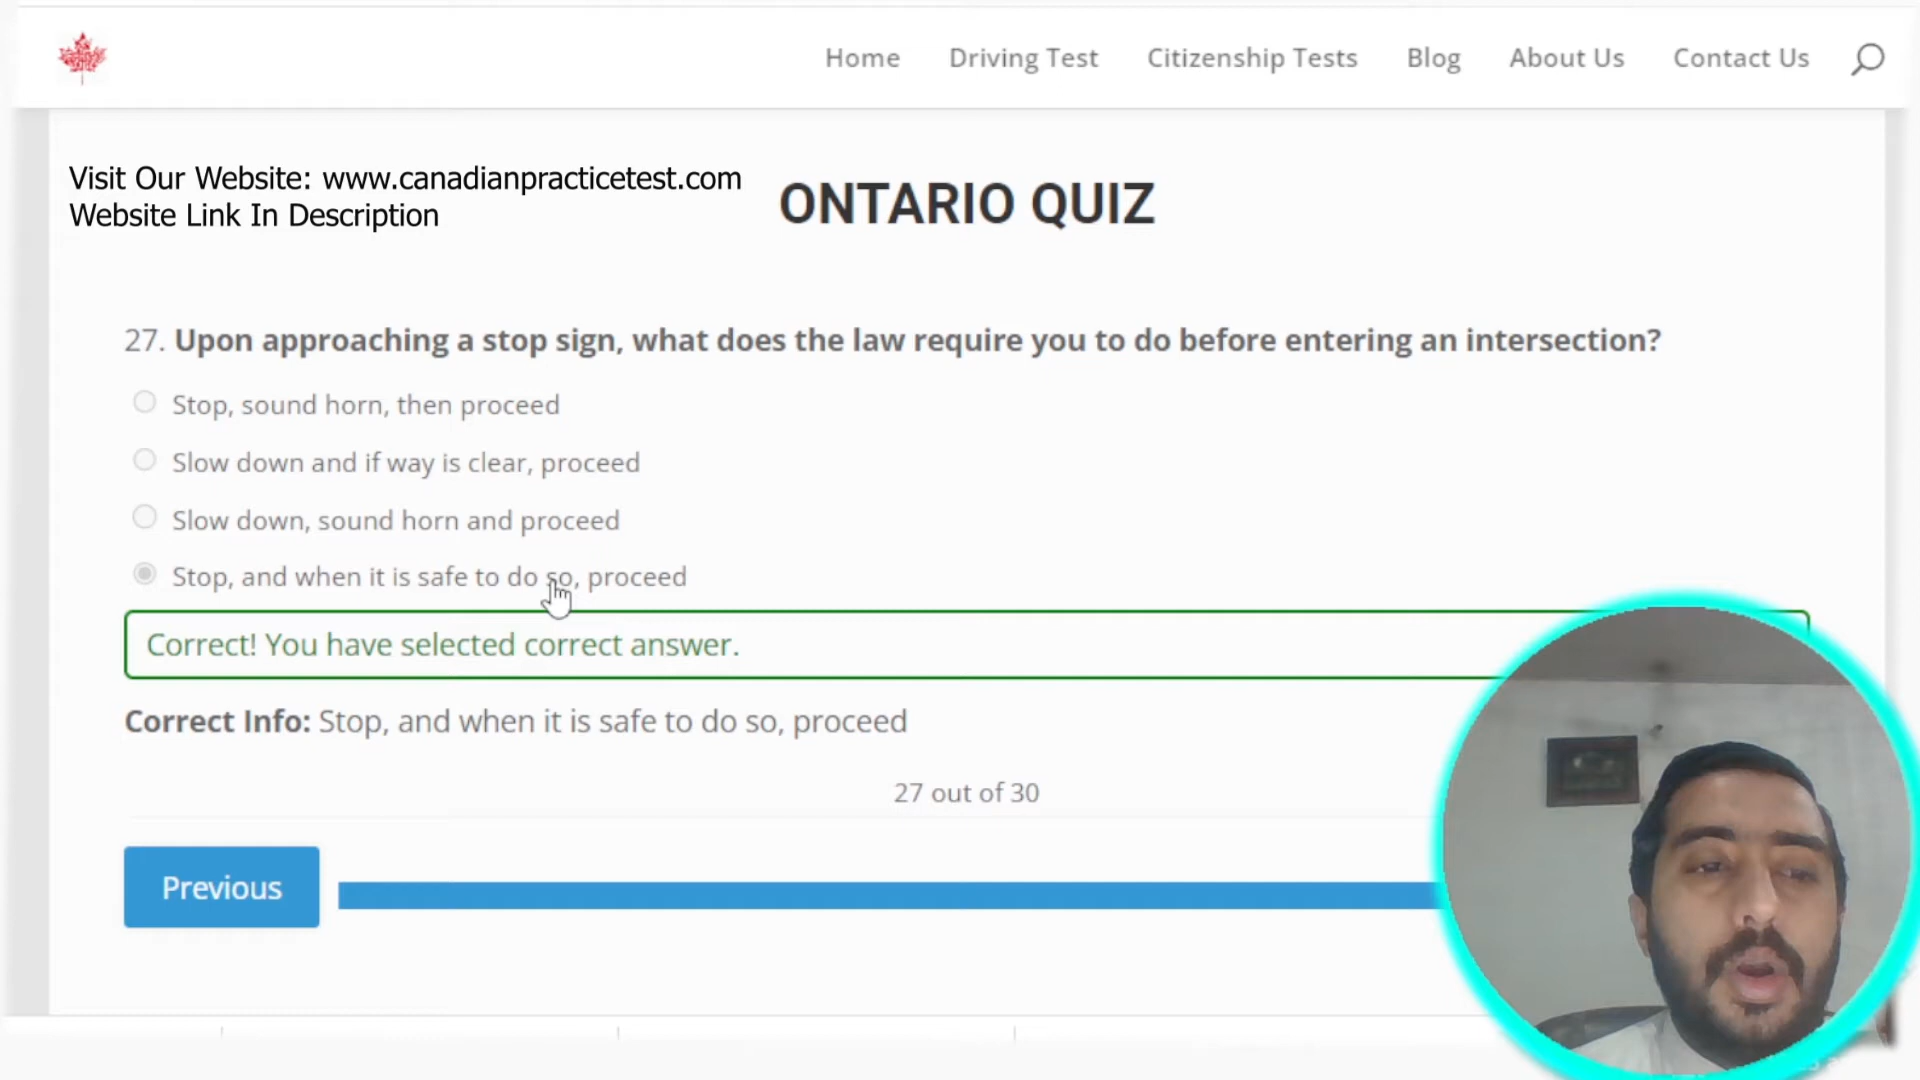 Home Driving Test Citizenship Tests Blog About Us Contact Us
Visit Our Website: www.canadianpracticetest.com
Website Link In Description
ONTARIO QUIZ
27. Upon approaching a stop sign, what does the law require you to do before entering an intersection?
Stop, sound horn, then proceed
Slow down and if way is clear, proceed
Slow down, sound horn and proceed
Stop, and when it is safe to do so, proceed
Correct! You have selected correct answer.
Correct Info: Stop, and when it is safe to do so, proceed
27 out of 30
Previous